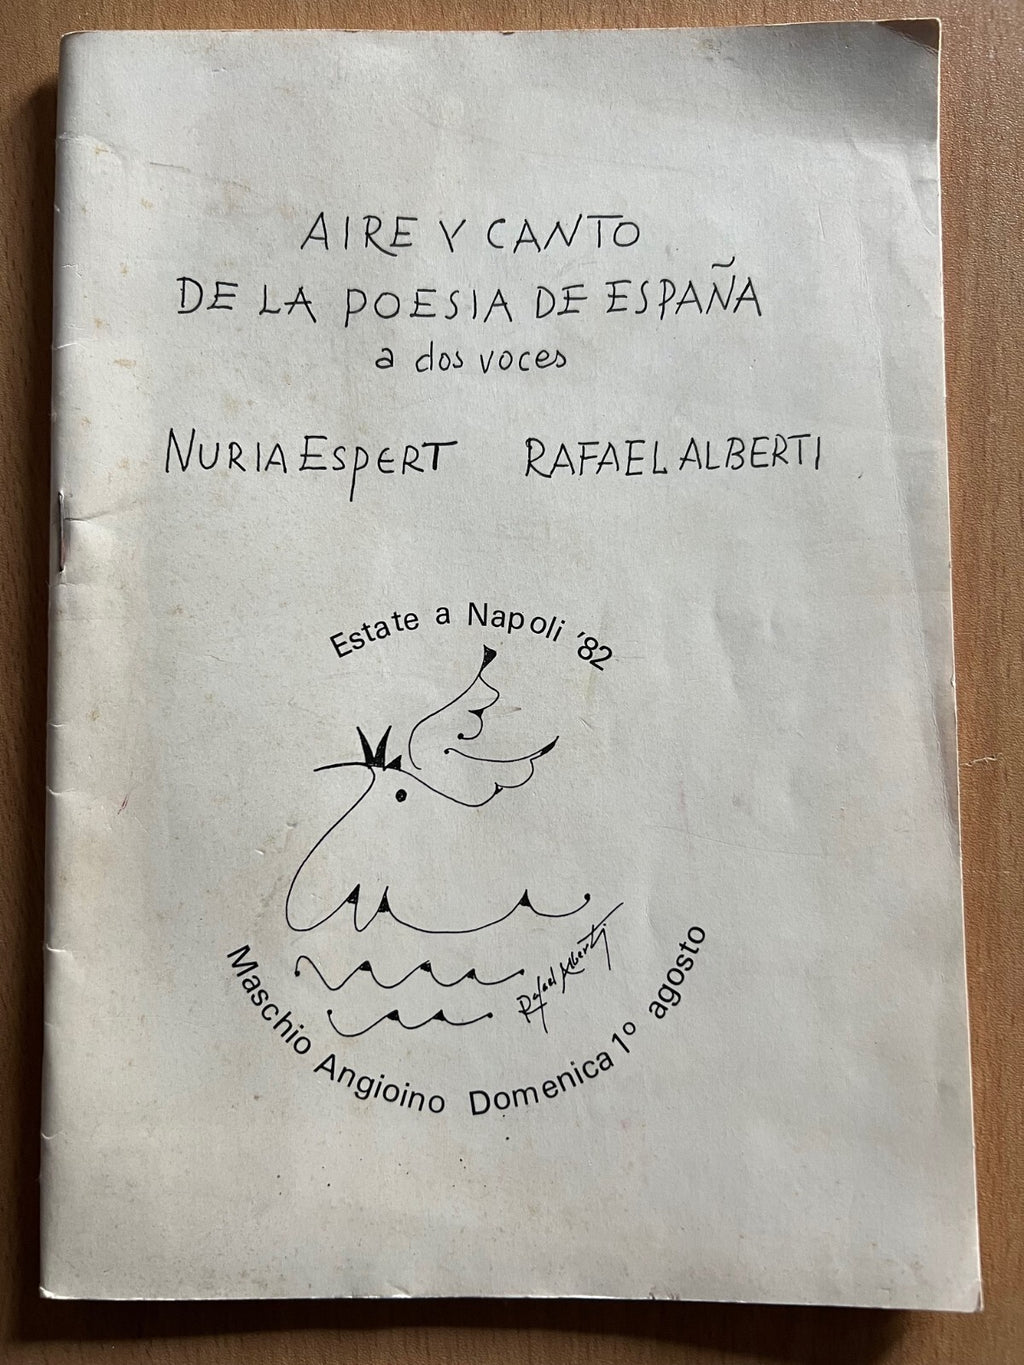 AIRE Y CANTO
DE LA POESIA DE ESPAÑA
a dos voces
NURIA ESPERT RAFAEL ALBERTI
Estate a Napoli '82
Rafael Alberti
Maschio Angioino Domenica 1º agosto